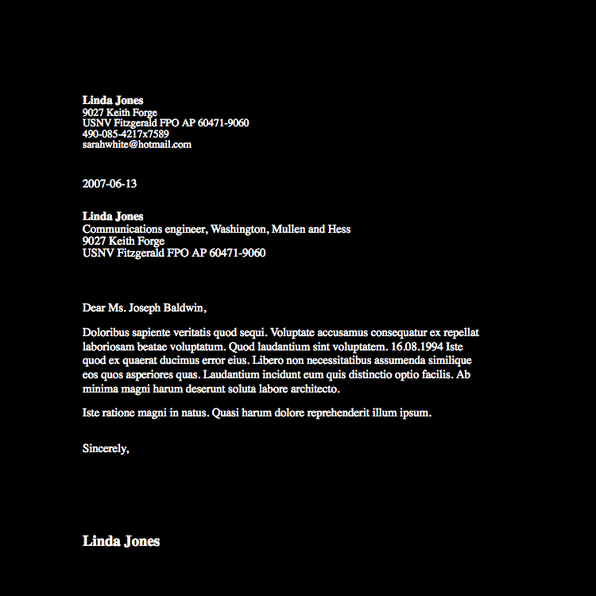 Linda Jones
9027 Keith Forge
USNV Fitzgerald FPO AP 60471-9060
490-085-4217x7589
sarahwhite@hotmail.com
2007-06-13
Linda Jones
Communications engineer, Washington, Mullen and Hess
9027 Keith Forge
USNV Fitzgerald FPO AP 60471-9060
Dear Ms. Joseph Baldwin,
Doloribus sapiente veritatis quod sequi. Voluptate accusamus consequatur ex repellat
laboriosam beatae voluptatum. Quod laudantium sint voluptatem. 16.08.1994 Iste
quod ex quaerat ducimus error eius. Libero non necessitatibus assumenda similique
eos quos asperiores quas. Laudantium incidunt eum quis distinctio optio facilis. Ab
minima magni harum deserunt soluta labore architecto.
Iste ratione magni in natus. Quasi harum dolore reprehenderit illum ipsum.
Sincerely,
Linda Jones